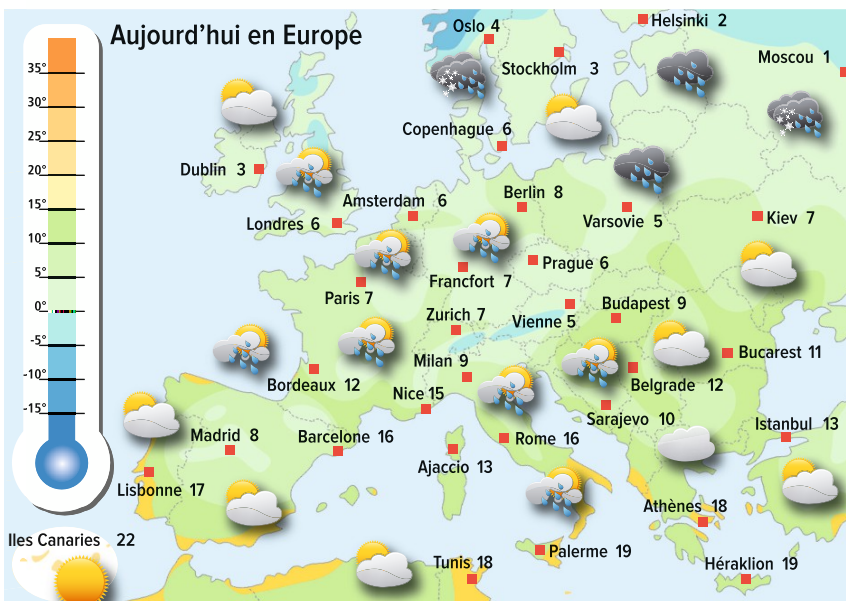 Aujourd'hui en Europe
Oslo 4
Helsinki 2
Stockholm 3
Moscou 1
Copenhague 6
Dublin 3
Amsterdam 6
Berlin 8
Londres 6
Varsovie 5
Kiev 7
Prague 6
Francfort 7
Paris 7
Zurich 7
Vienne 5
Budapest 9
Milan 9
Bucarest 11
Bordeaux 12
Nice 15
Belgrade 12
Sarajevo 10
Madrid 8
Barcelone 16
Rome 16
Istanbul 13
Ajaccio 13
Lisbonne 17
Athènes 18
Iles Canaries 22
Tunis 18
Palerme 19
Héraklion 19
35°
30°
25°
20°
15°
10°
5°
0°
-5°
-10°
-15°